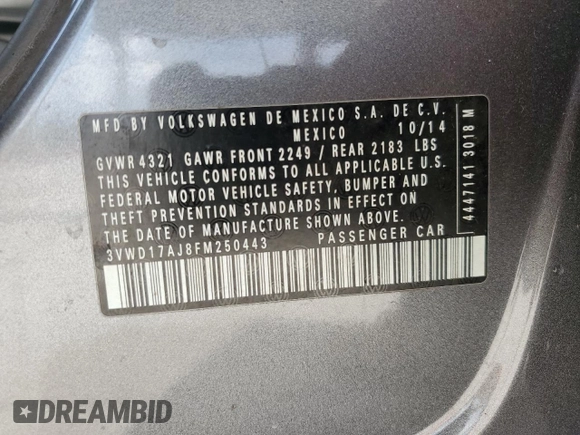 MFD BY VOLKSWAGEN DE MEXICO S.A. DE C.V.
MEXICO 10/14
GVWR 4321 GAWR FRONT 2249 / REAR 2183 LBS
THIS VEHICLE CONFORMS TO ALL APPLICABLE U.S.
FEDERAL MOTOR VEHICLE SAFETY, BUMPER AND
THEFT PREVENTION STANDARDS IN EFFECT ON
THE DATE OF MANUFACTURE SHOWN ABOVE.
3VWD17AJ8FM250443 PASSENGER CAR
4447141 3018 M
DREAMBID